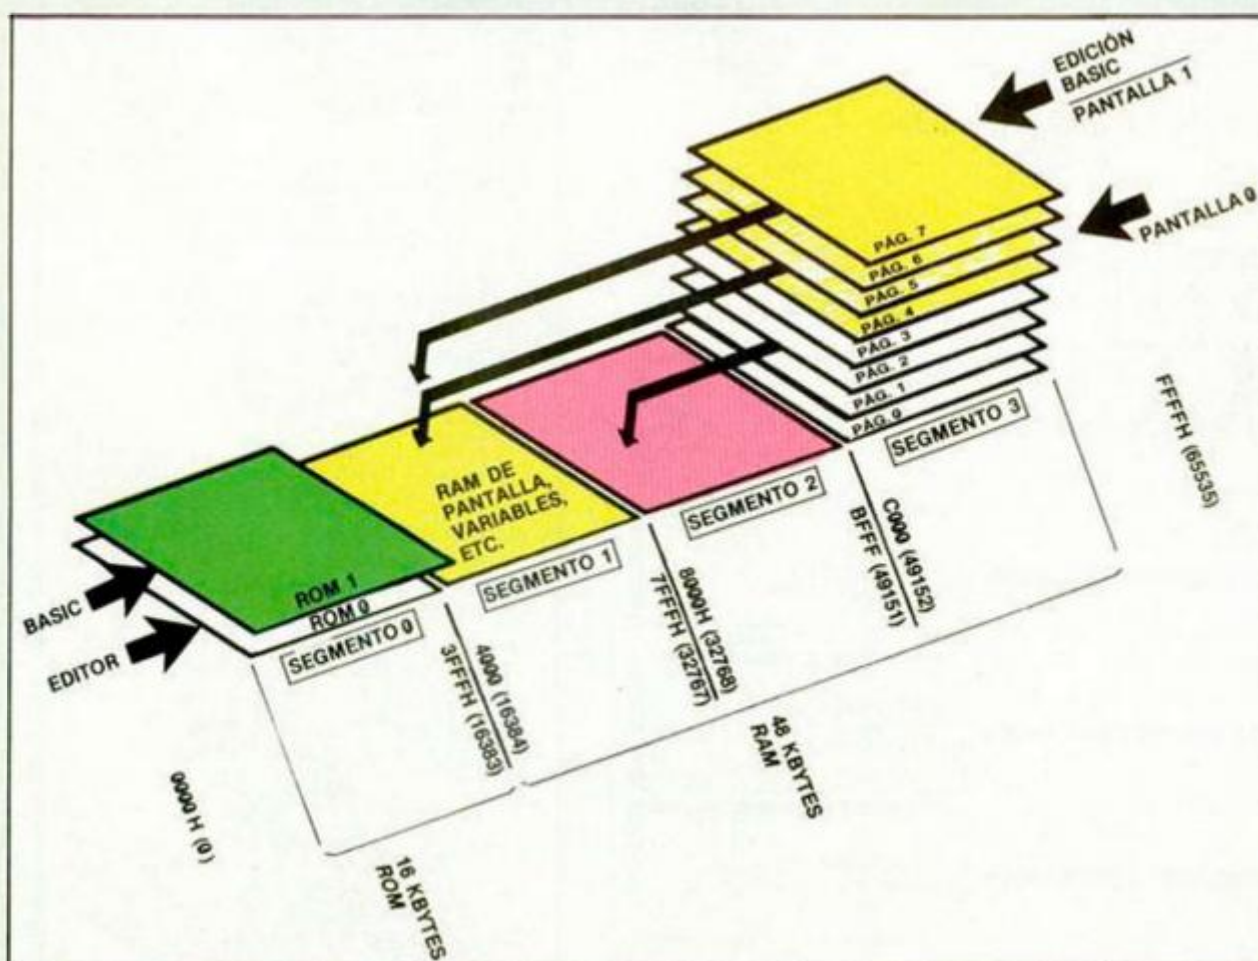 EDICIÓN
BASIC
PANTALLA 1
PANTALLA 0
PÁG. 7
PÁG. 6
PÁG. 5
PÁG. 4
PÁG. 3
PÁG. 2
PÁG. 1
PÁG. 0
SEGMENTO 3
FFFFH (65535)
RAM DE
PANTALLA,
VARIABLES,
ETC.
SEGMENTO 2
C000 (49152)
BFFF (49151)
SEGMENTO 1
8000H (32768)
7FFFH (32767)
ROM 1
ROM 0
BASIC
EDITOR
SEGMENTO 0
4000 (16384)
3FFFH (16383)
48 KBYTES
RAM
0000H (0)
16 KBYTES
ROM